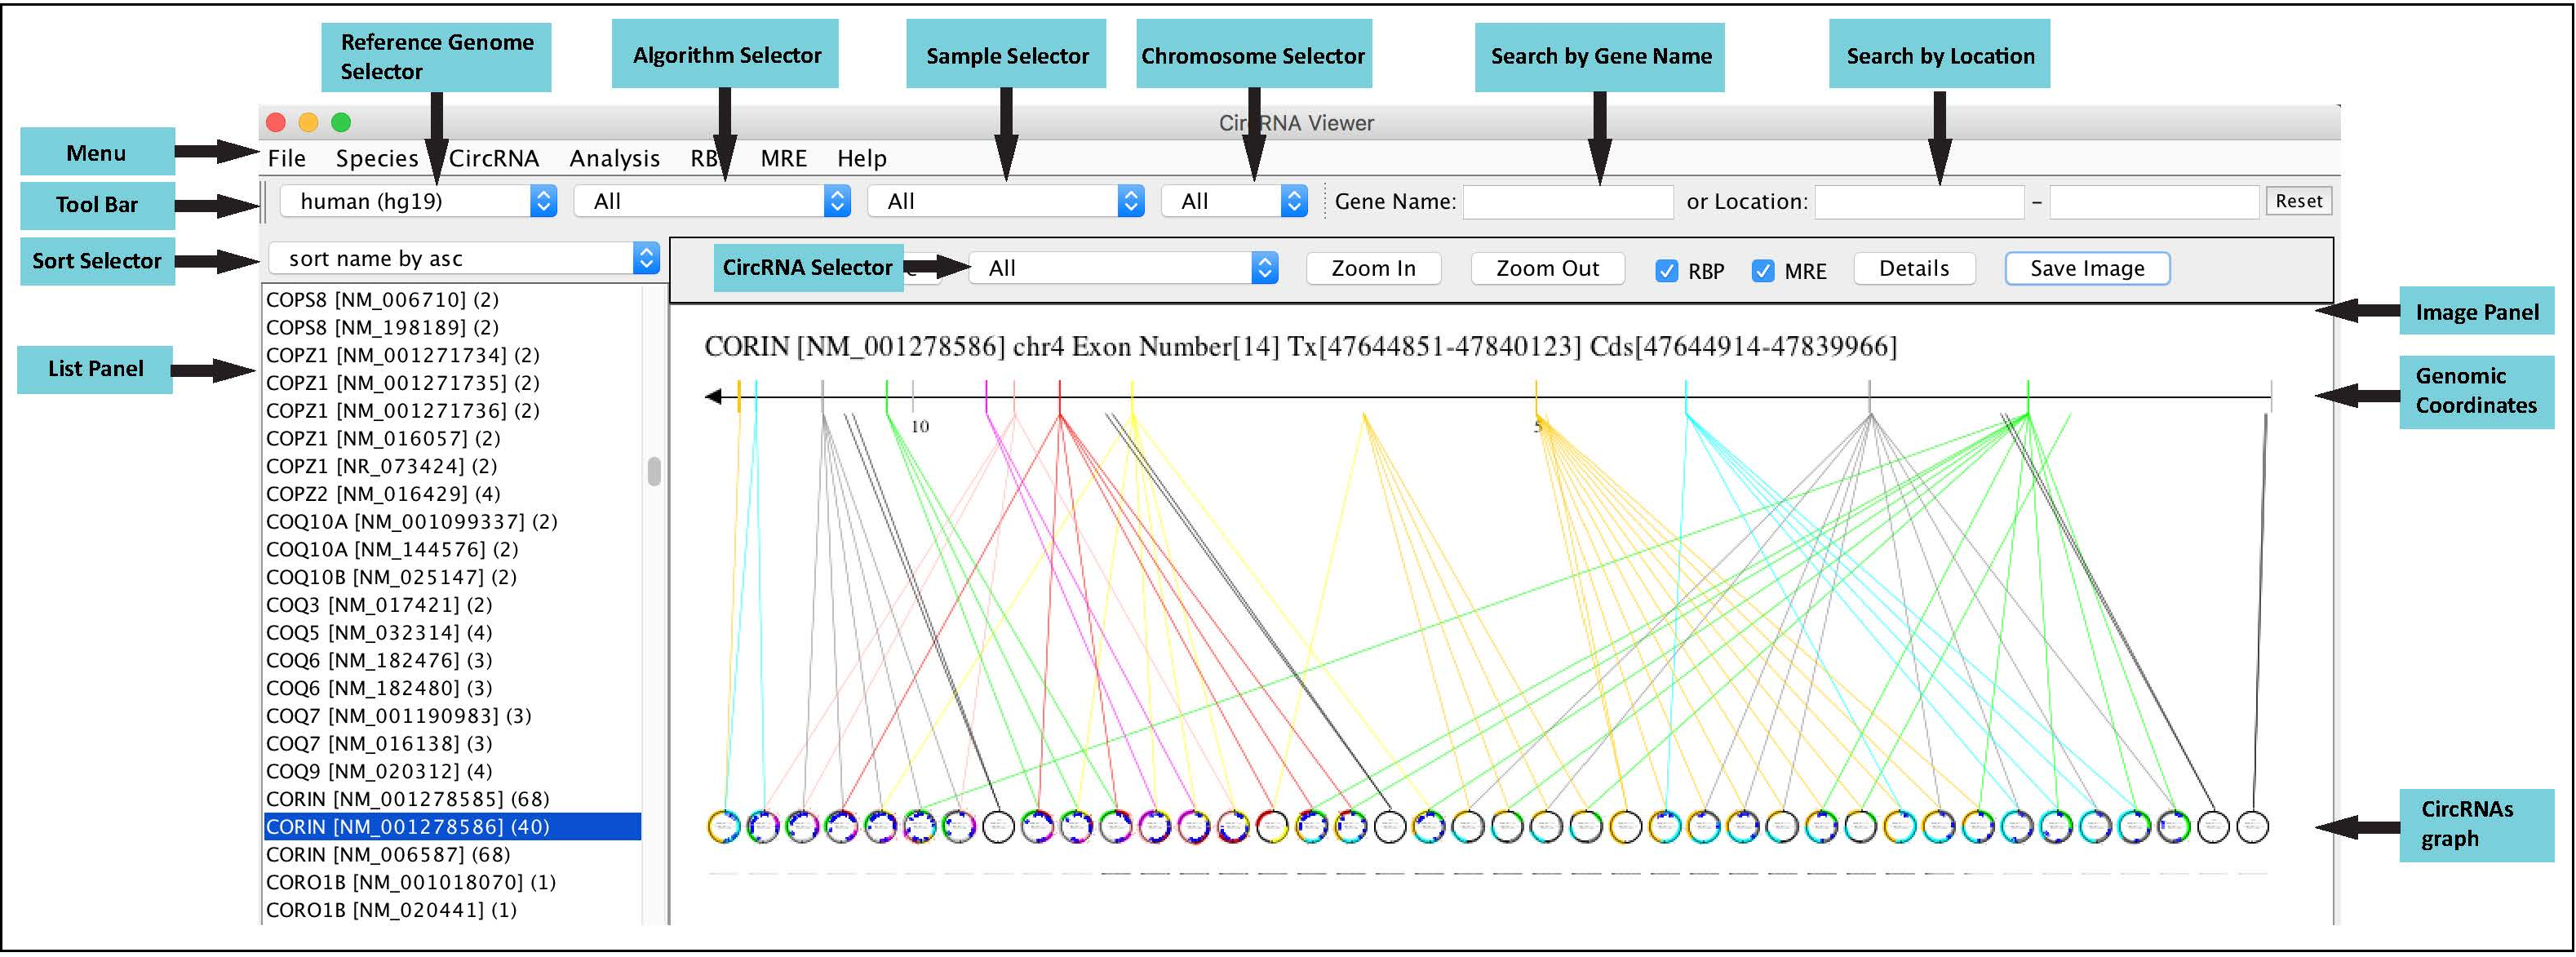 Reference Genome
Selector
Algorithm Selector
Sample Selector
Chromosome Selector
Search by Gene Name
Search by Location
CircRNA Viewer
Menu
File Species CircRNA Analysis RB MRE Help
Tool Bar
human (hg19) All All All Gene Name: or Location: - Reset
Sort Selector
sort name by asc
CircRNA Selector
All Zoom In Zoom Out RBP MRE Details Save Image
List Panel
COPS8 [NM_006710] (2)
COPS8 [NM_198189] (2)
COPZ1 [NM_001271734] (2)
COPZ1 [NM_001271735] (2)
COPZ1 [NM_001271736] (2)
COPZ1 [NM_016057] (2)
COPZ1 [NR_073424] (2)
COPZ2 [NM_016429] (4)
COQ10A [NM_001099337] (2)
COQ10A [NM_144576] (2)
COQ10B [NM_025147] (2)
COQ3 [NM_017421] (2)
COQ5 [NM_032314] (4)
COQ6 [NM_182476] (3)
COQ6 [NM_182480] (3)
COQ7 [NM_001190983] (3)
COQ7 [NM_016138] (3)
COQ9 [NM_020312] (4)
CORIN [NM_001278585] (68)
CORIN [NM_001278586] (40)
CORIN [NM_006587] (68)
CORO1B [NM_001018070] (1)
CORO1B [NM_020441] (1)
Image Panel
CORIN [NM_001278586] chr4 Exon Number[14] Tx[47644851-47840123] Cds[47644914-47839966]
Genomic
Coordinates
10
5
CircRNAs
graph